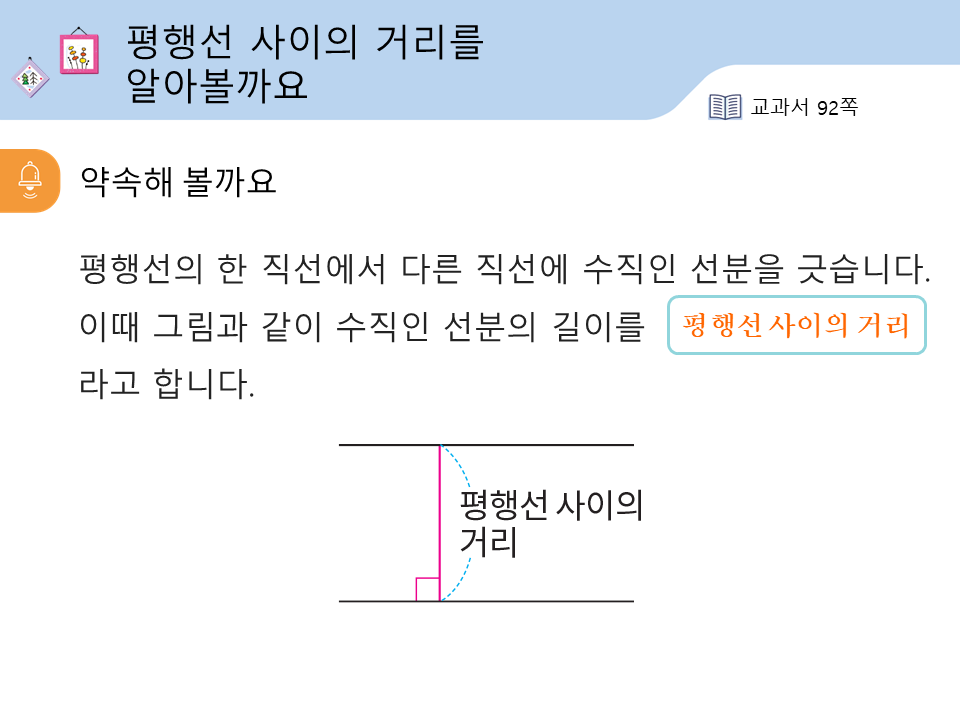 평행선 사이의 거리를
알아볼까요
교과서 92쪽
약속해 볼까요
평행선의 한 직선에서 다른 직선에 수직인 선분을 긋습니다.
이때 그림과 같이 수직인 선분의 길이를 평행선 사이의 거리
라고 합니다.
평행선 사이의
거리